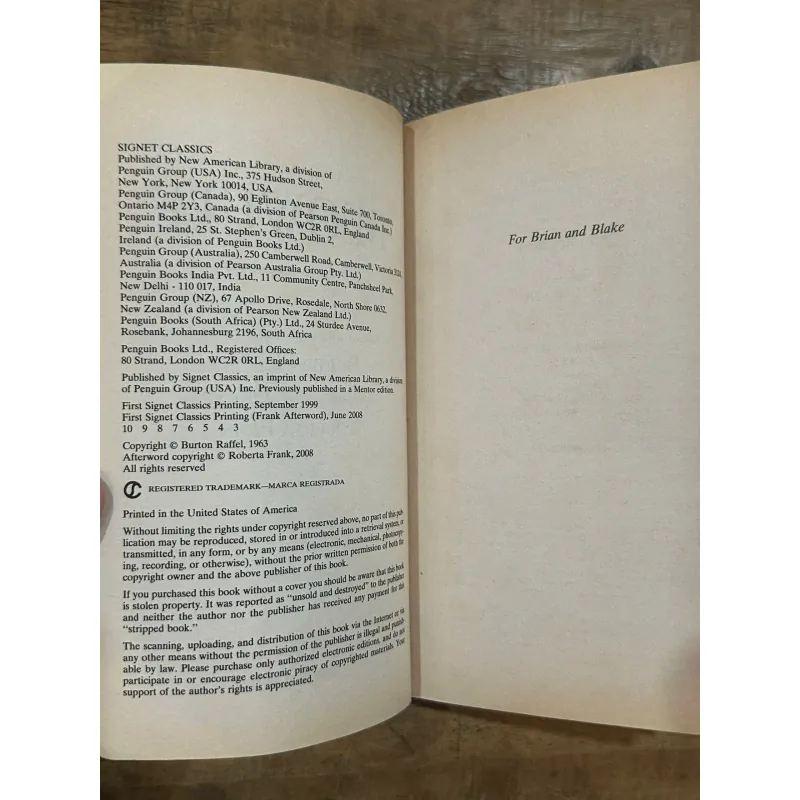 SIGNET CLASSICS
Published by New American Library, a division of
Penguin Group (USA) Inc., 375 Hudson Street,
New York, New York 10014, USA
Penguin Group (Canada), 90 Eglinton Avenue East, Suite 700, Toronto,
Ontario M4P 2Y3, Canada (a division of Pearson Penguin Canada Inc.)
Penguin Books Ltd., 80 Strand, London WC2R 0RL, England
Penguin Ireland, 25 St. Stephen's Green, Dublin 2,
Ireland (a division of Penguin Books Ltd.)
Penguin Group (Australia), 250 Camberwell Road, Camberwell, Victoria 3124,
Australia (a division of Pearson Australia Group Pty. Ltd.)
Penguin Books India Pvt. Ltd., 11 Community Centre, Panchsheel Park,
New Delhi - 110 017, India
Penguin Group (NZ), 67 Apollo Drive, Rosedale, North Shore 0632,
New Zealand (a division of Pearson New Zealand Ltd.)
Penguin Books (South Africa) (Pty.) Ltd., 24 Sturdee Avenue,
Rosebank, Johannesburg 2196, South Africa
Penguin Books Ltd., Registered Offices:
80 Strand, London WC2R 0RL, England
Published by Signet Classics, an imprint of New American Library, a division
of Penguin Group (USA) Inc. Previously published in a Mentor edition.
First Signet Classics Printing, September 1999
First Signet Classics Printing (Frank Afterword), June 2008
10 9 8 7 6 5 4 3
Copyright © Burton Raffel, 1963
Afterword copyright © Roberta Frank, 2008
All rights reserved
REGISTERED TRADEMARK—MARCA REGISTRADA
Printed in the United States of America
Without limiting the rights under copyright reserved above, no part of this pub-
lication may be reproduced, stored in or introduced into a retrieval system, or
transmitted, in any form, or by any means (electronic, mechanical, photocopy-
ing, recording, or otherwise), without the prior written permission of both the
copyright owner and the above publisher of this book.
If you purchased this book without a cover you should be aware that this book
is stolen property. It was reported as "unsold and destroyed" to the publisher
and neither the author nor the publisher has received any payment for this
"stripped book."
The scanning, uploading, and distribution of this book via the Internet or via
any other means without the permission of the publisher is illegal and punish-
able by law. Please purchase only authorized electronic editions, and do not
participate in or encourage electronic piracy of copyrighted materials. Your
support of the author's rights is appreciated.
For Brian and Blake